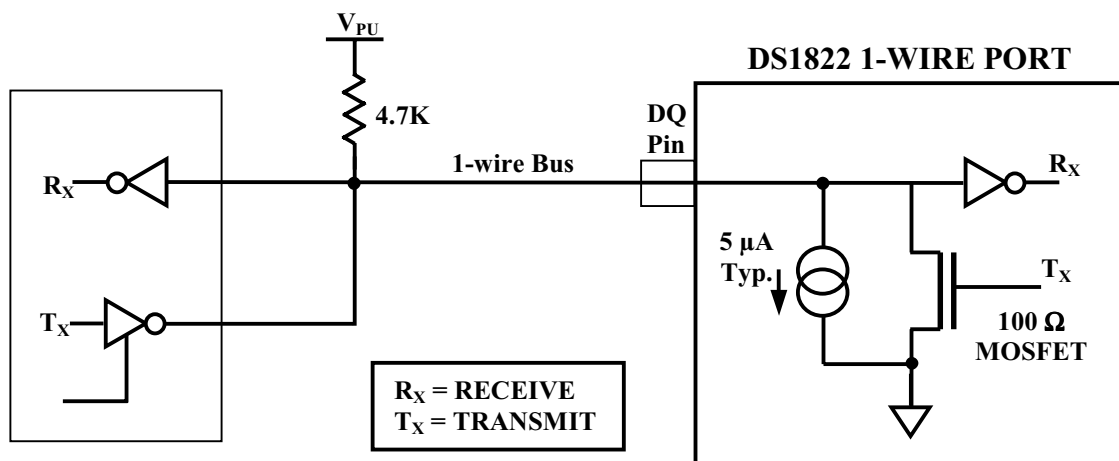 V_PU
4.7K
DS1822 1-WIRE PORT
DQ
Pin
1-wire Bus
R_X
R_X
5 µA
Typ.
T_X
T_X
100 Ω
MOSFET
R_X = RECEIVE
T_X = TRANSMIT